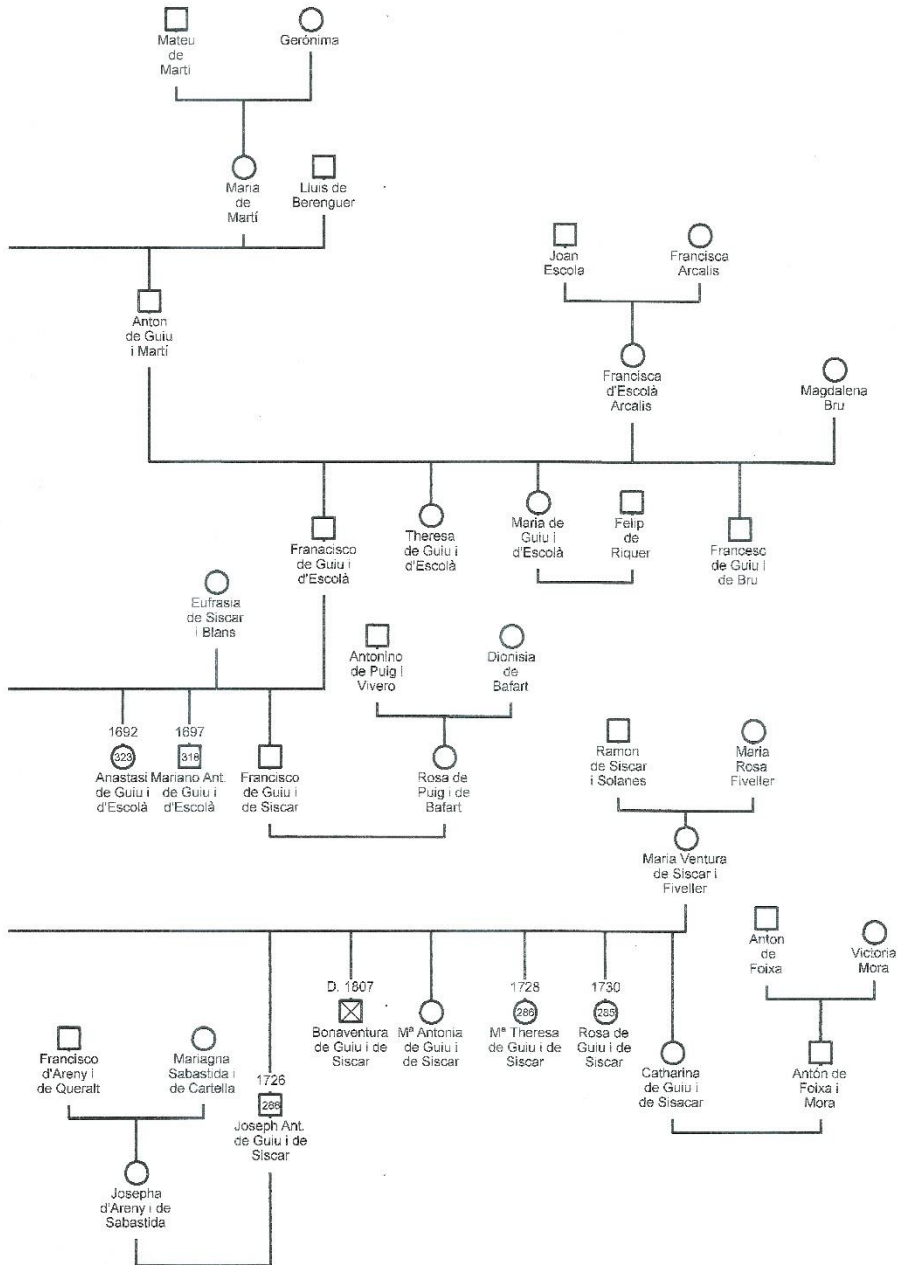 Mateu
de
Marti
Gerónima
Maria
de
Martí
Lluis de
Berenguer
Joan
Escola
Francisca
Arcalis
Anton
de Guiu
i Martí
Francisca
d'Escolà
Arcalis
Magdalena
Bru
Franacisco
de Guiu i
d'Escolà
Theresa
de Guiu i
d'Escolà
Maria de
Guiu i
d'Escolà
Felip
de
Riquer
Francesc
de Guiu i
de Bru
Eufrasia
de Siscar
i Blans
Antonino
de Puig i
Vivero
Dionisia
de
Bafart
1692
323
Anastasi
de Guiu i
d'Escolà
1697
318
Mariano Ant.
de Guiu i
d'Escolà
Francisco
de Guiu i
de Siscar
Rosa de
Puig i de
Bafart
Ramon
de Siscar
i Solanes
Maria
Rosa
Fiveller
Maria Ventura
de Siscar i
Fiveller
Anton
de
Foixa
Victoria
Mora
D. 1807
Bonaventura
de Guiu i de
Siscar
Mª Antonia
de Guiu i
de Siscar
1728
286
Mª Theresa
de Guiu i de
Siscar
1730
285
Rosa de
Guiu i de
Siscar
Catharina
de Guiu i
de Sisacar
Antón de
Foixa i
Mora
Francisco
d'Areny i
de Queralt
Mariagna
Sabastida i
de Cartella
1726
Joseph Ant.
de Guiu i de
Siscar
Josepha
d'Areny i de
Sabastida